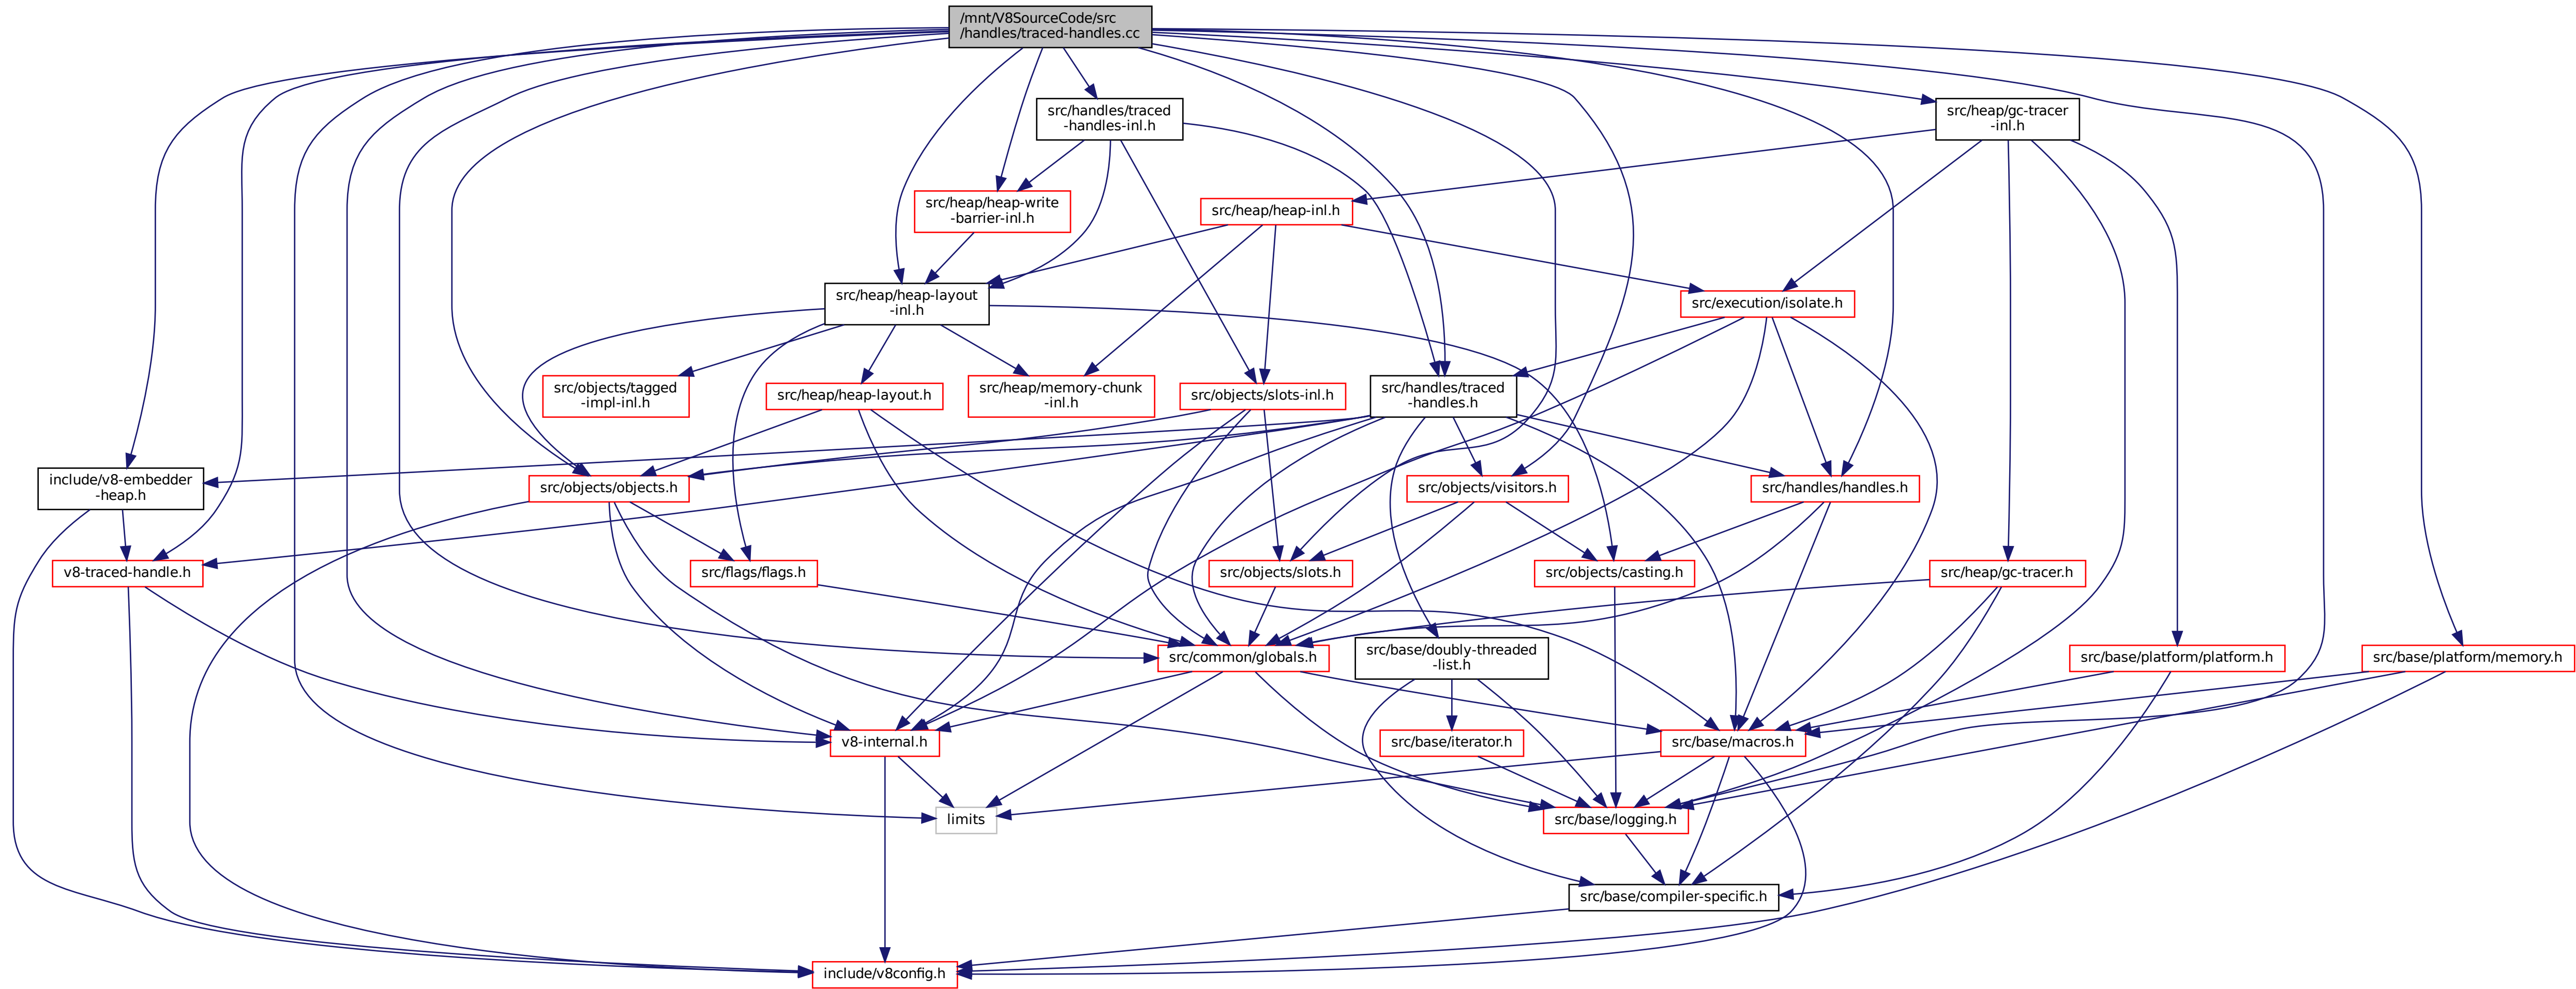 /mnt/V8SourceCode/src
/handles/traced-handles.cc
src/handles/traced
-handles-inl.h
src/heap/gc-tracer
-inl.h
src/heap/heap-write
-barrier-inl.h
src/heap/heap-inl.h
src/heap/heap-layout
-inl.h
src/execution/isolate.h
src/objects/tagged
-impl-inl.h
src/heap/heap-layout.h
src/heap/memory-chunk
-inl.h
src/objects/slots-inl.h
src/handles/traced
-handles.h
include/v8-embedder
-heap.h
src/objects/objects.h
src/objects/visitors.h
src/handles/handles.h
v8-traced-handle.h
src/flags/flags.h
src/objects/slots.h
src/objects/casting.h
src/heap/gc-tracer.h
src/common/globals.h
src/base/doubly-threaded
-list.h
src/base/platform/platform.h
src/base/platform/memory.h
v8-internal.h
src/base/iterator.h
src/base/macros.h
limits
src/base/logging.h
src/base/compiler-specific.h
include/v8config.h